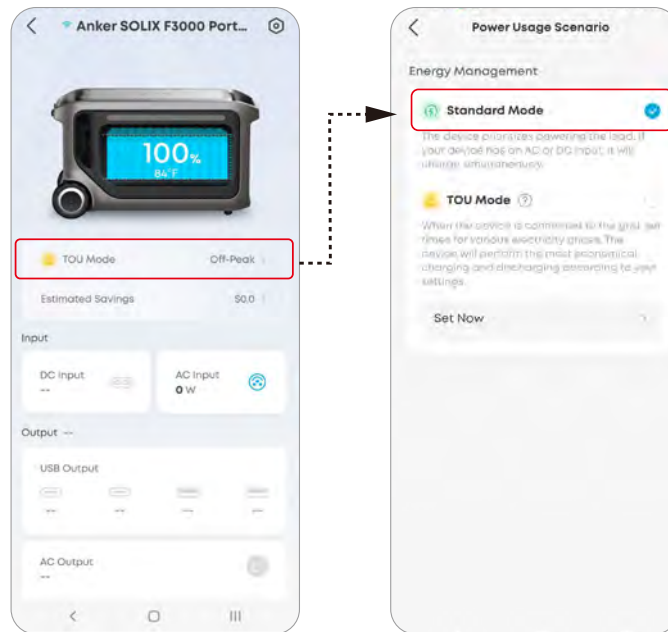 Anker SOLIX F3000 Port...
100%
84°F
TOU Mode Off-Peak
Estimated Savings $0.0
Input
DC Input
--
AC Input
0 W
Output --
USB Output
-- -- -- --
AC Output
--
Power Usage Scenario
Energy Management
Standard Mode
The device prioritizes powering the load. If
your device has an AC or DC input, it will
charge simultaneously.
TOU Mode
When the device is connected to the grid, set
times for various electricity phase. The
device will perform the most economical
charging and discharging according to your
settings.
Set Now